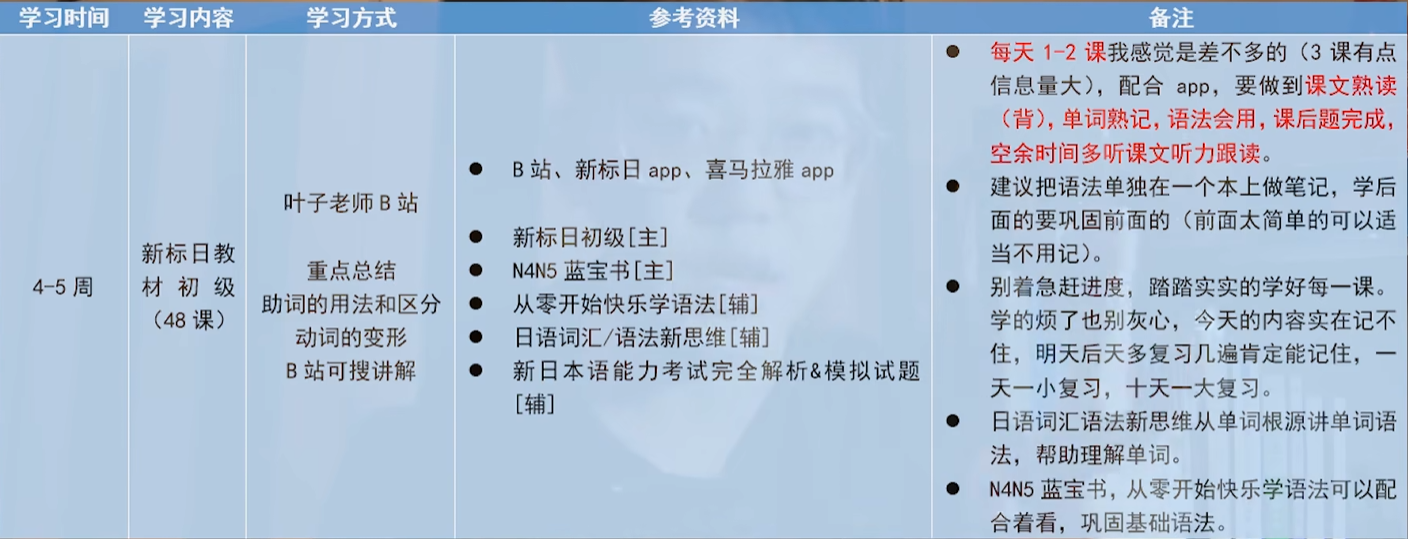 学习时间 学习内容 学习方式 参考资料 备注
4-5 周
新标日教
材初级
（48 课）
叶子老师 B 站
重点总结
助词的用法和区分
动词的变形
B 站可搜讲解
● B 站、新标日 app、喜马拉雅 app
● 新标日初级[主]
● N4N5 蓝宝书[主]
● 从零开始快乐学语法[辅]
● 日语词汇/语法新思维[辅]
● 新日本语能力考试完全解析&模拟试题
[辅]
● 每天 1-2 课我感觉是差不多的（3 课有点
信息量大），配合 app，要做到课文熟读
（背），单词熟记，语法会用，课后题完成，
空余时间多听课文听力跟读。
● 建议把语法单独在一个本上做笔记，学后
面的要巩固前面的（前面太简单的可以适
当不用记）。
● 别着急赶进度，踏踏实实的学好每一课。
学的烦了也别灰心，今天的内容实在记不
住，明天后天多复习几遍肯定能记住，一
天一小复习，十天一大复习。
● 日语词汇语法新思维从单词根源讲单词语
法，帮助理解单词。
● N4N5 蓝宝书，从零开始快乐学语法可以配
合着看，巩固基础语法。